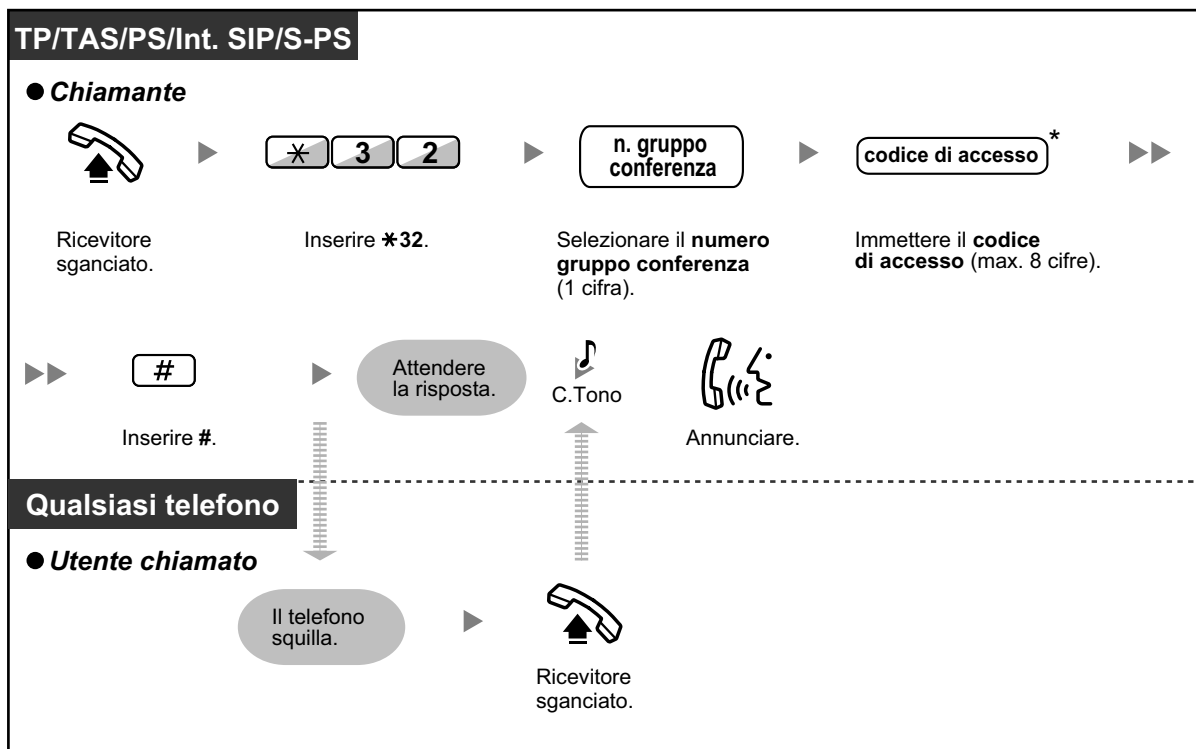 TP/TAS/PS/Int. SIP/S-PS
● Chiamante
✳ 3 2
n. gruppo
conferenza
codice di accesso *
Ricevitore
sganciato.
Inserire ✳32.
Selezionare il numero
gruppo conferenza
(1 cifra).
Immettere il codice
di accesso (max. 8 cifre).
#
Attendere
la risposta.
C.Tono
Inserire #.
Annunciare.
Qualsiasi telefono
● Utente chiamato
Il telefono
squilla.
Ricevitore
sganciato.